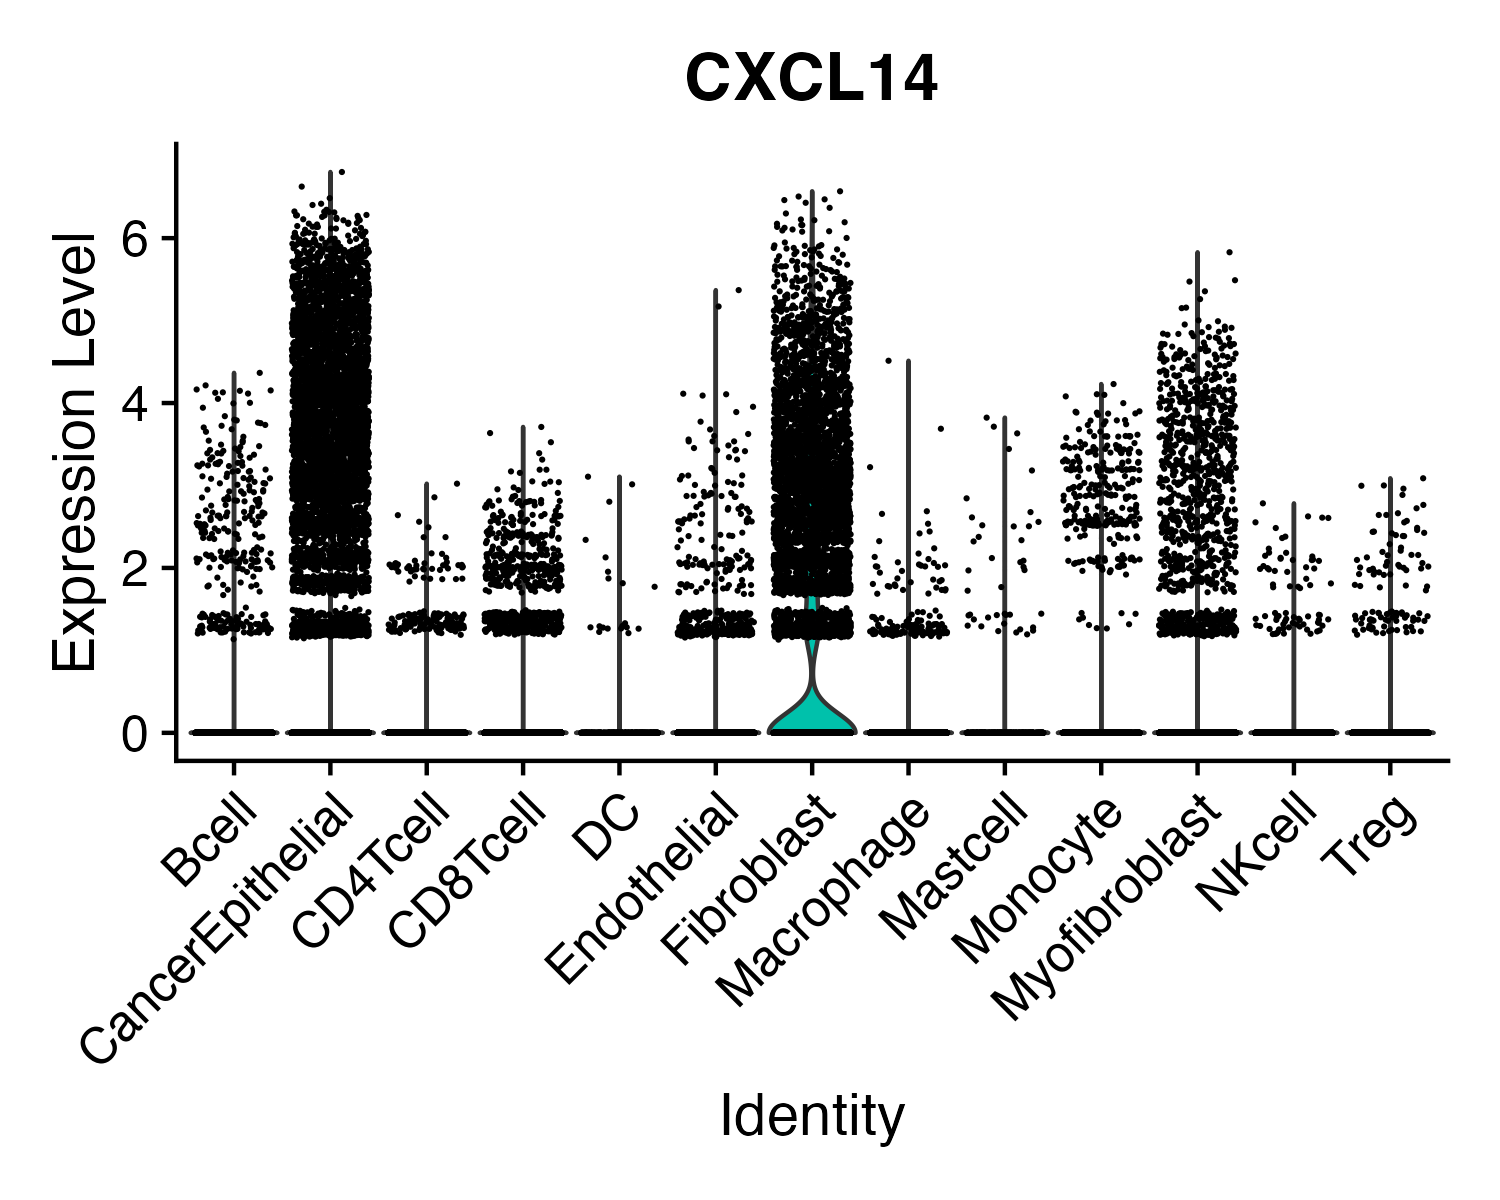 CXCL14
Expression Level
6
4
2
0
Bcell
CancerEpithelial
CD4Tcell
CD8Tcell
DC
Endothelial
Fibroblast
Macrophage
Mastcell
Monocyte
Myofibroblast
NKcell
Treg
Identity